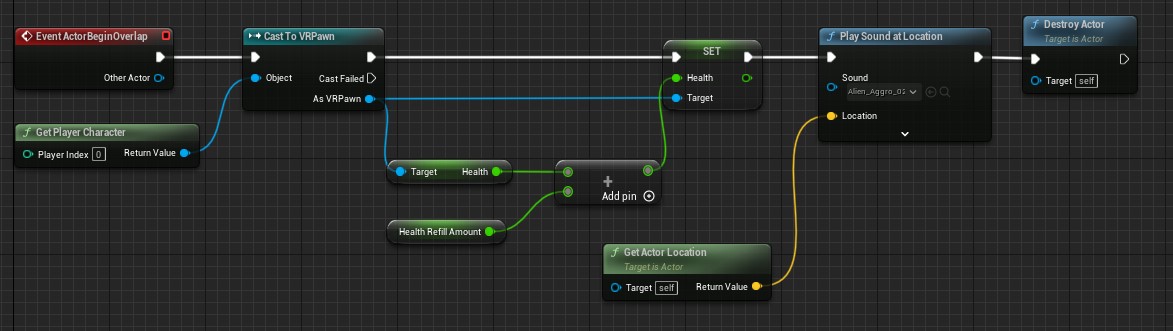 Event ActorBeginOverlap
Other Actor
Cast To VRPawn
Object
Cast Failed
As VRPawn
SET
Health
Target
Play Sound at Location
Sound
Alien_Aggro_02
Location
Destroy Actor
Target is Actor
Target self
Get Player Character
Player Index 0
Return Value
Target Health
Add pin
Health Refill Amount
Get Actor Location
Target is Actor
Target self
Return Value